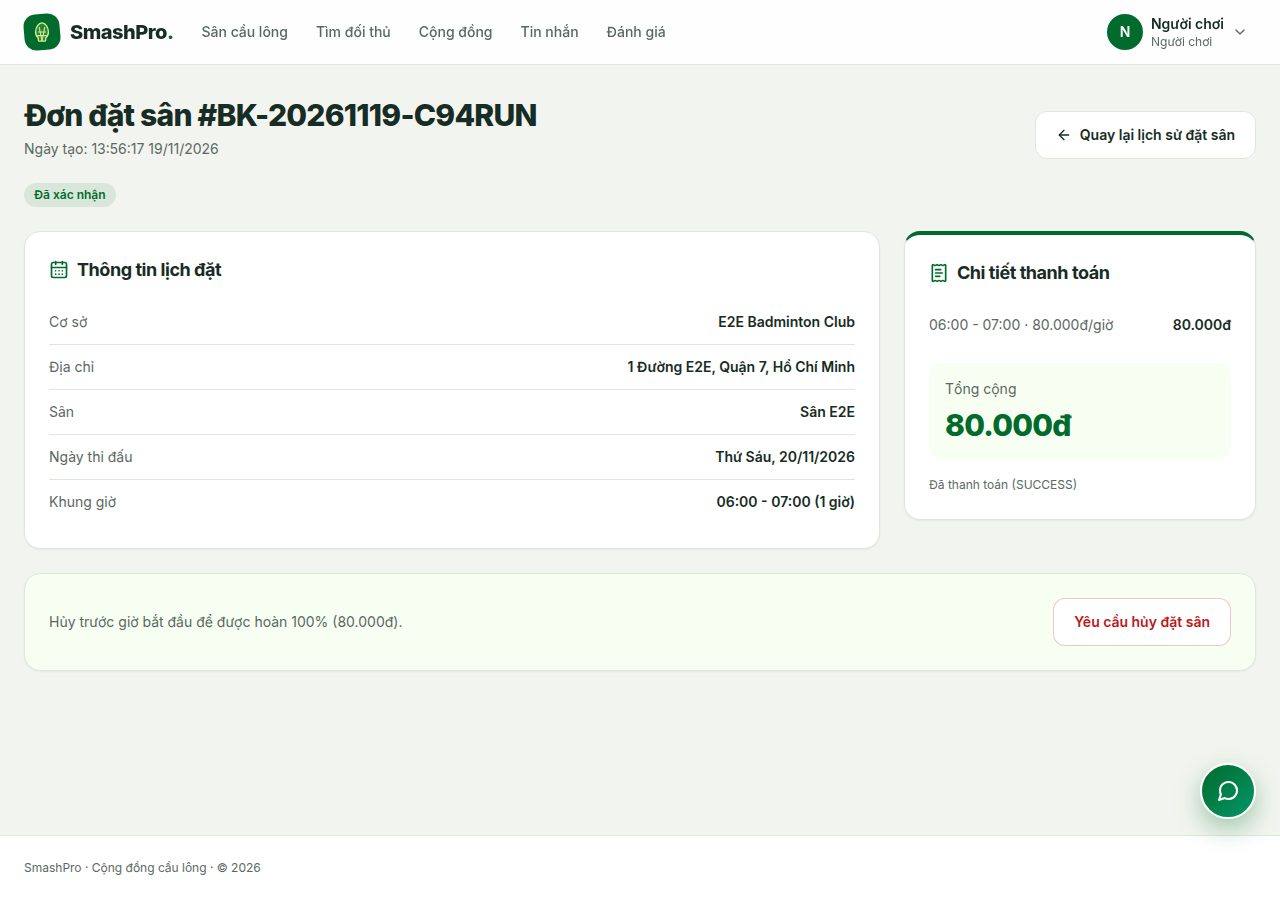 SmashPro.
Sân cầu lông
Tìm đối thủ
Cộng đồng
Tin nhắn
Đánh giá
N
Người chơi
Người chơi
Đơn đặt sân #BK-20261119-C94RUN
Ngày tạo: 13:56:17 19/11/2026
Quay lại lịch sử đặt sân
Đã xác nhận
Thông tin lịch đặt
Cơ sở E2E Badminton Club
Địa chỉ 1 Đường E2E, Quận 7, Hồ Chí Minh
Sân Sân E2E
Ngày thi đấu Thứ Sáu, 20/11/2026
Khung giờ 06:00 - 07:00 (1 giờ)
Chi tiết thanh toán
06:00 - 07:00 · 80.000đ/giờ 80.000đ
Tổng cộng
80.000đ
Đã thanh toán (SUCCESS)
Hủy trước giờ bắt đầu để được hoàn 100% (80.000đ).
Yêu cầu hủy đặt sân
SmashPro · Cộng đồng cầu lông · © 2026